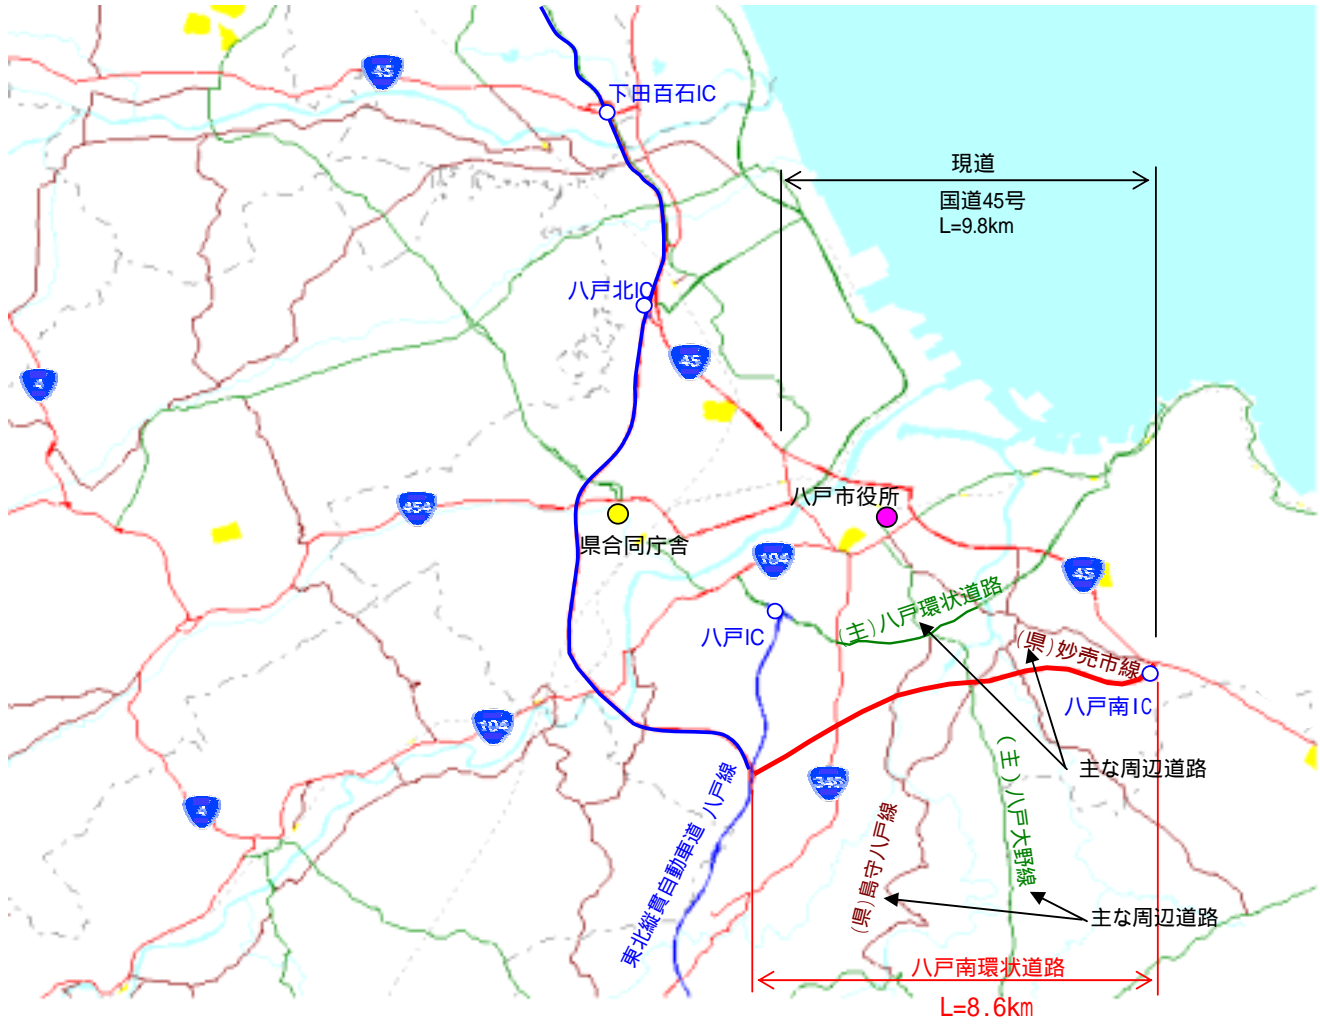 45
下田百石IC
現道
国道45号
L=9.8km
八戸北IC
45
4
454
八戸市役所
県合同庁舎
104
45
八戸IC
(主)八戸環状道路
(県)妙売市線
八戸南IC
104
主な周辺道路
340
4
東北縦貫自動車道 八戸線
(県)島守八戸線
(主)八戸大野線
主な周辺道路
八戸南環状道路
L=8.6km